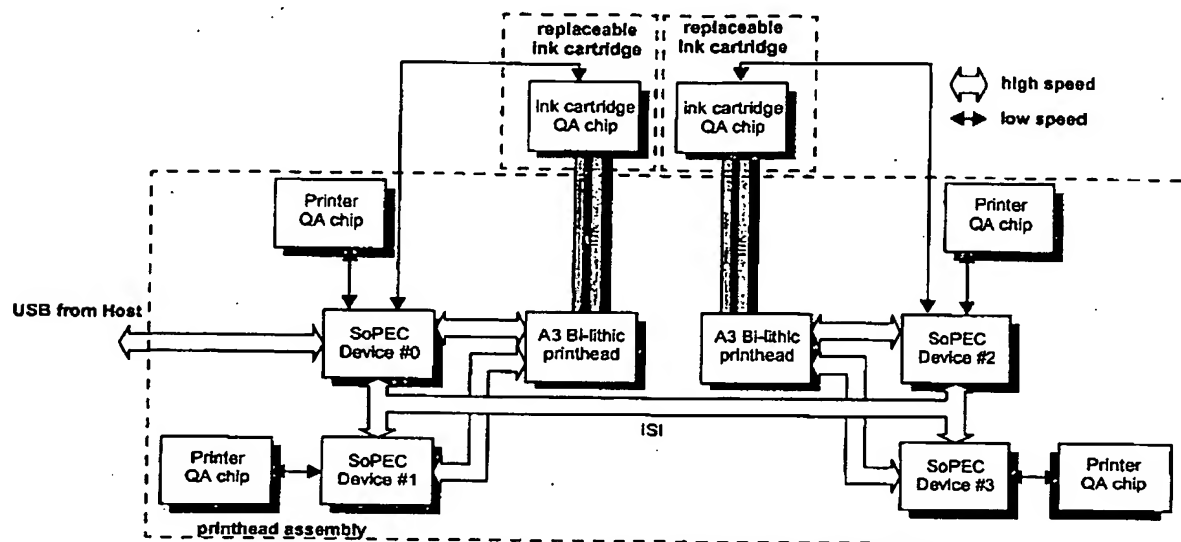 replaceable
ink cartridge
replaceable
ink cartridge
ink cartridge
QA chip
ink cartridge
QA chip
high speed
low speed
Printer
QA chip
Printer
QA chip
USB from Host
SoPEC
Device #0
A3 Bi-lithic
printhead
A3 Bi-lithic
printhead
SoPEC
Device #2
ISI
Printer
QA chip
SoPEC
Device #1
SoPEC
Device #3
Printer
QA chip
printhead assembly